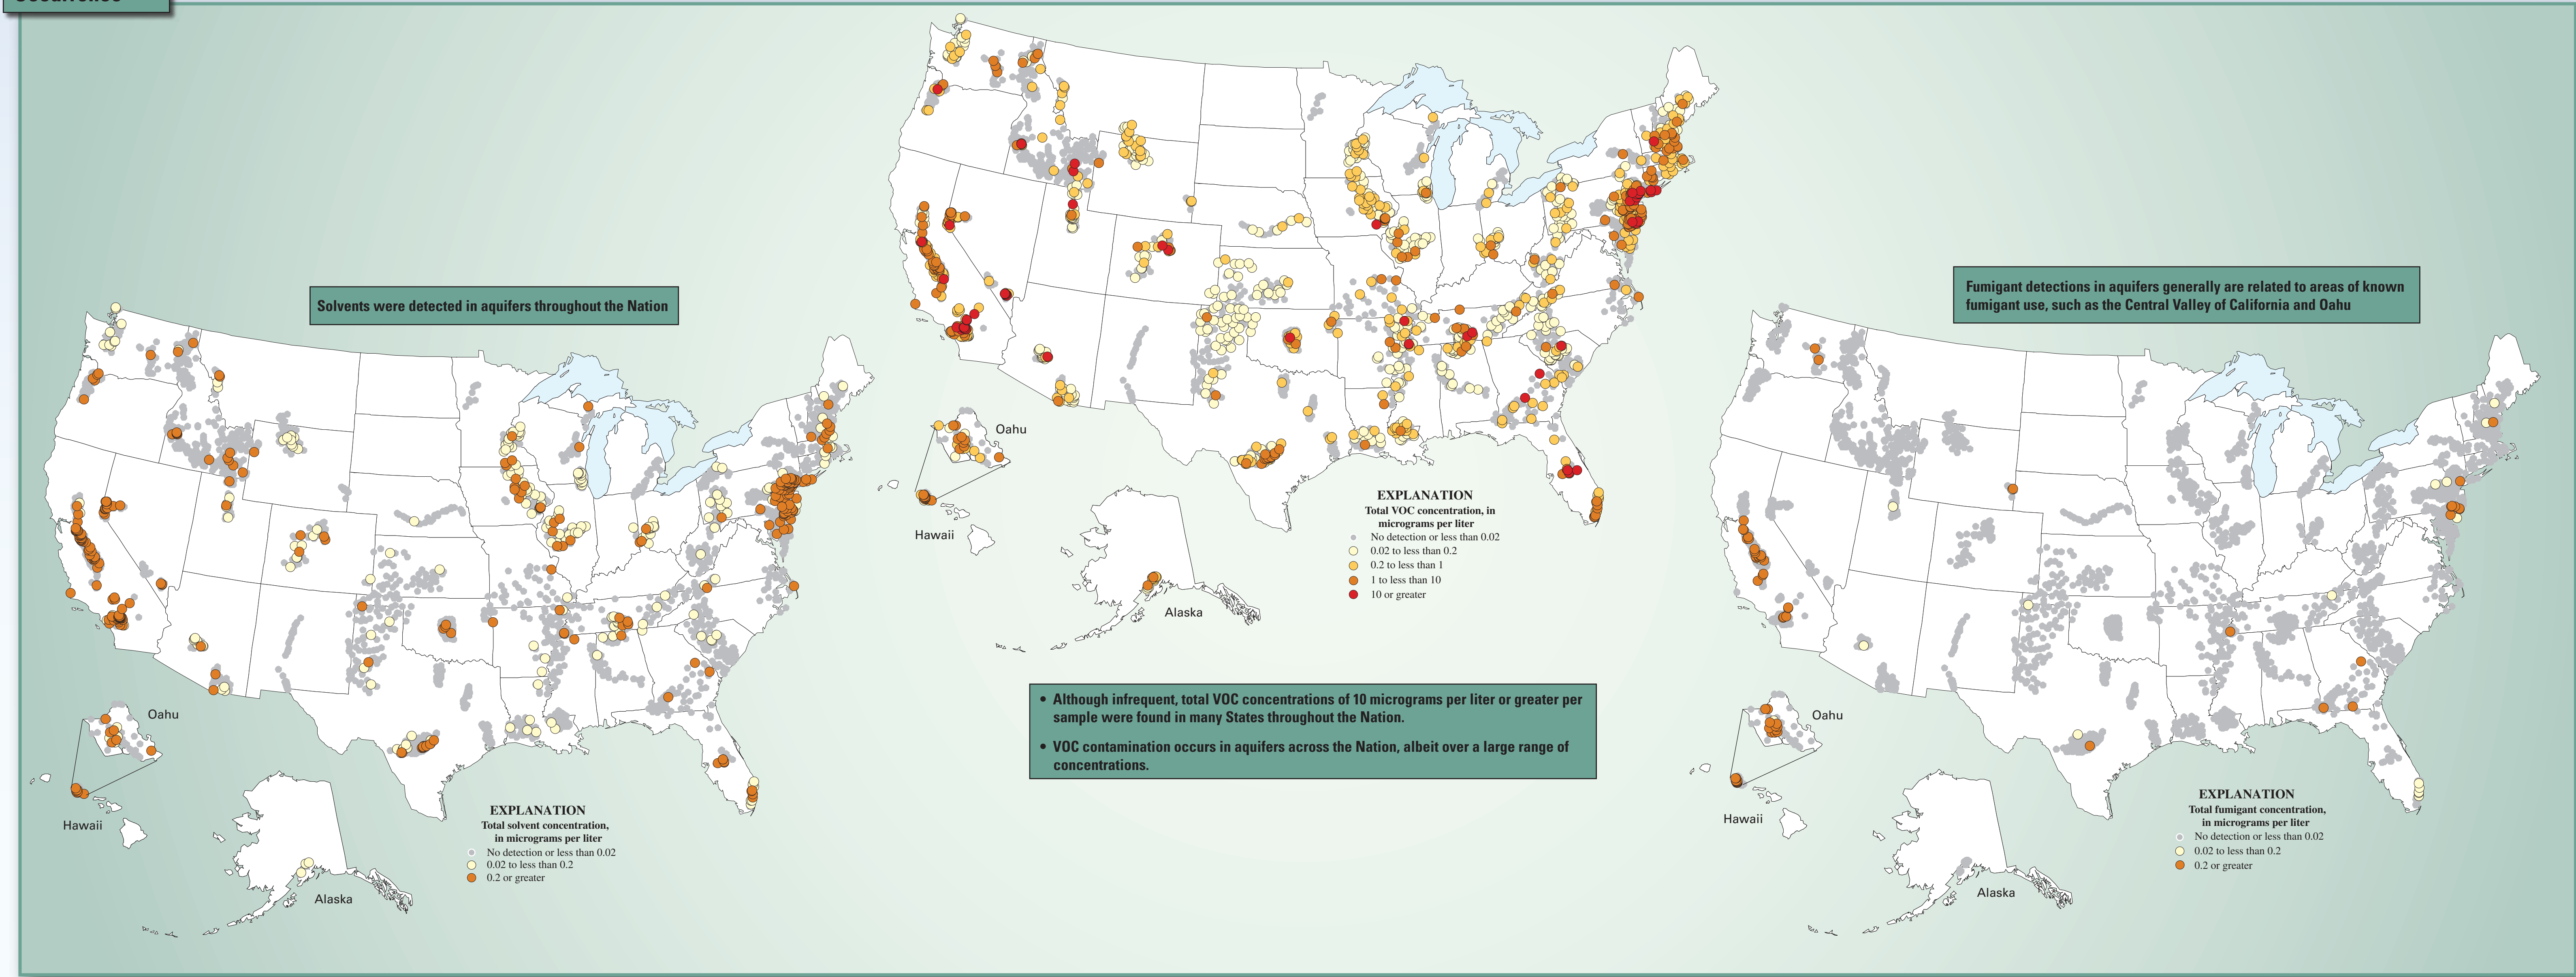 Solvents were detected in aquifers throughout the Nation
Oahu
Hawaii
Alaska
EXPLANATION
Total solvent concentration,
in micrograms per liter
No detection or less than 0.02
0.02 to less than 0.2
0.2 or greater
Oahu
Hawaii
Alaska
EXPLANATION
Total VOC concentration, in
micrograms per liter
No detection or less than 0.02
0.02 to less than 0.2
0.2 to less than 1
1 to less than 10
10 or greater
• Although infrequent, total VOC concentrations of 10 micrograms per liter or greater per
sample were found in many States throughout the Nation.
• VOC contamination occurs in aquifers across the Nation, albeit over a large range of
concentrations.
Fumigant detections in aquifers generally are related to areas of known
fumigant use, such as the Central Valley of California and Oahu
Oahu
Hawaii
Alaska
EXPLANATION
Total fumigant concentration,
in micrograms per liter
No detection or less than 0.02
0.02 to less than 0.2
0.2 or greater